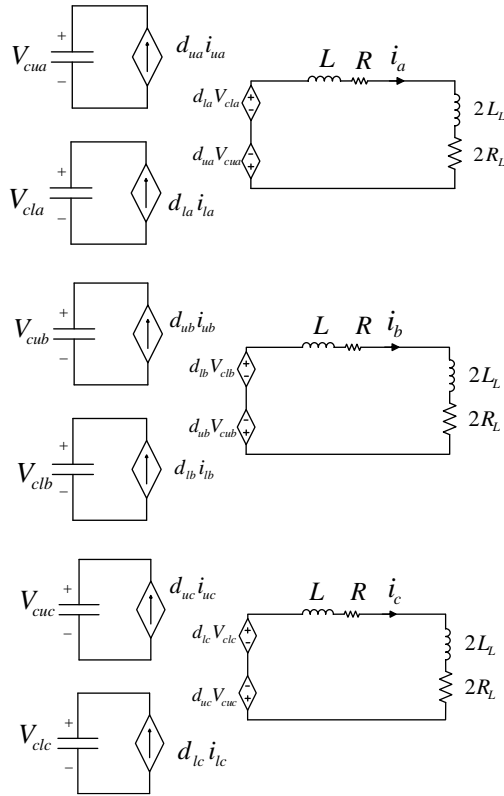 +
V_cua
−
d_ua i_ua
L R i_a
d_la V_cla
+
−
−
+
d_ua V_cua
2L_L
2R_L
+
V_cla
−
d_la i_la
+
V_cub
−
d_ub i_ub
L R i_b
d_lb V_clb
+
−
−
+
d_ub V_cub
2L_L
2R_L
+
V_clb
−
d_lb i_lb
+
V_cuc
−
d_uc i_uc
L R i_c
d_lc V_clc
+
−
−
+
d_uc V_cuc
2L_L
2R_L
+
V_clc
−
d_lc i_lc